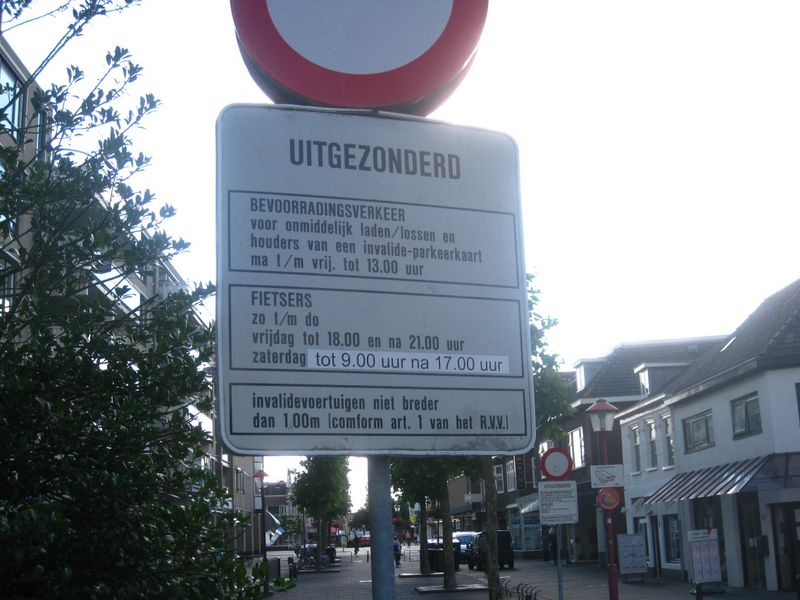 UITGEZONDERD
BEVOORRADINGSVERKEER
voor onmiddelijk laden/lossen en
houders van een invalide-parkeerkaart
ma t/m vrij. tot 13.00 uur
FIETSERS
zo t/m do
vrijdag tot 18.00 en na 21.00 uur
zaterdag tot 9.00 uur na 17.00 uur
invalidevoertuigen niet breder
dan 1,00m (comform art. 1 van het R.V.V.)
UITGEZONDERD